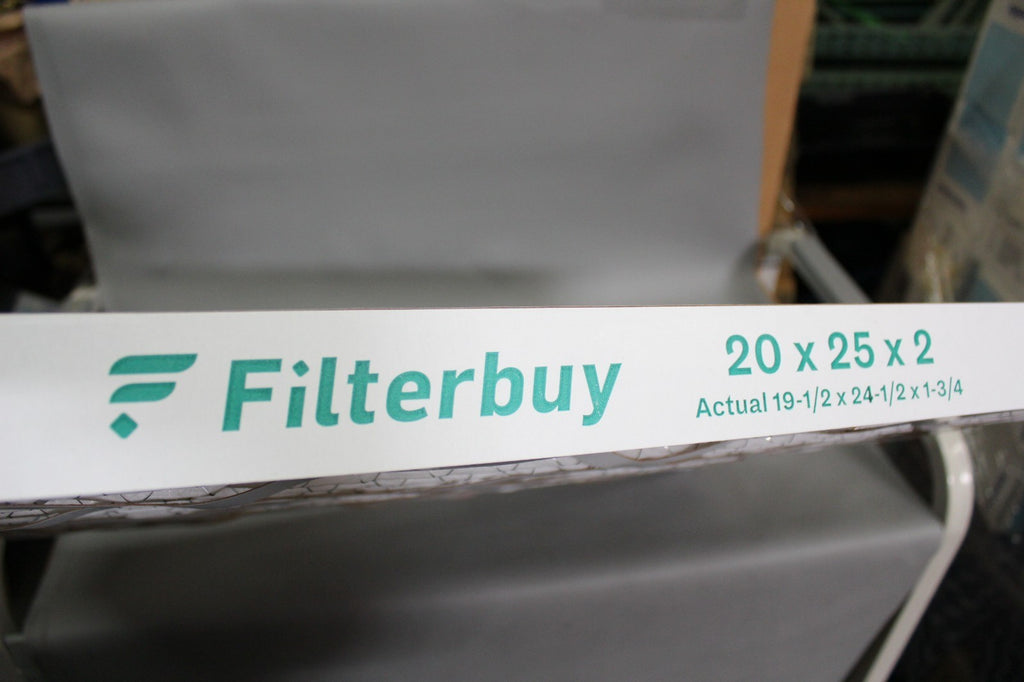 Filterbuy
20 x 25 x 2
Actual 19-1/2 x 24-1/2 x 1-3/4